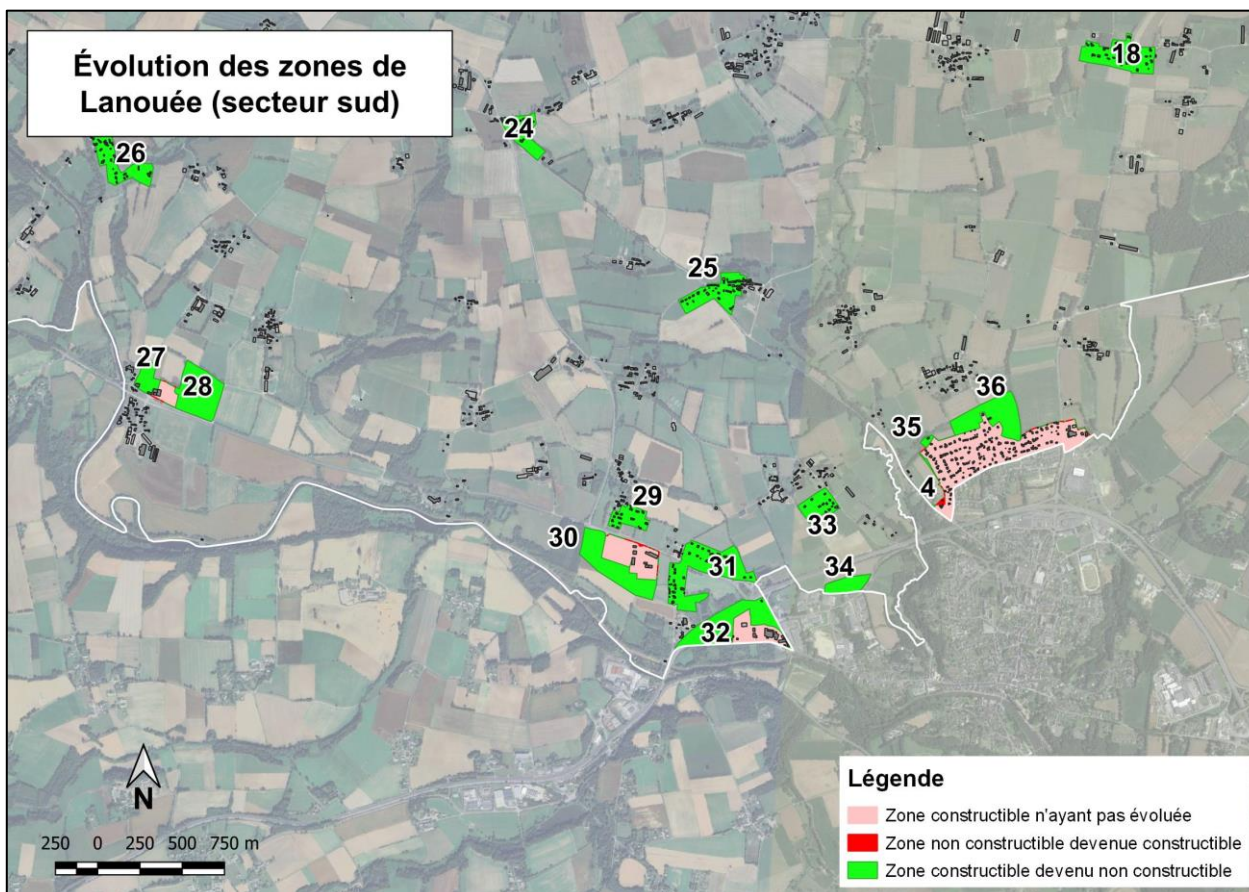 Évolution des zones de
Lanouée (secteur sud)
18
24
26
25
27
28
36
35
4
29
33
30
31
34
32
N
250 0 250 500 750 m
Légende
Zone constructible n'ayant pas évoluée
Zone non constructible devenue constructible
Zone constructible devenu non constructible